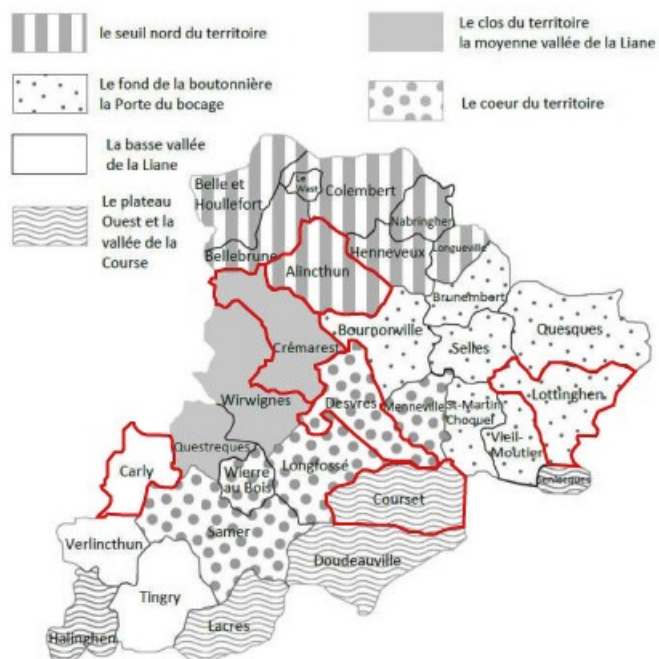 le seuil nord du territoire
Le clos du territoire
la moyenne vallée de la Liane
Le fond de la boutonnière
la Porte du bocage
Le coeur du territoire
La basse vallée
de la Liane
Le plateau
Ouest et la
vallée de la
Course
Belle et
Houllefort
Le
Wast
Colembert
Nabringhen
Bellebrune
Henneveux
Longueville
Alincthun
Brunembert
Quesques
Bournonville
Selles
Crémarest
Lottinghen
Wirwignes
Desvres
Menneville
St-Martin
Choquel
Vieil-
Moutier
Questreques
Carly
Wierre
au Bois
Longfossé
Senlecques
Courset
Samer
Verlincthun
Doudeauville
Tingry
Lacres
Halinghen